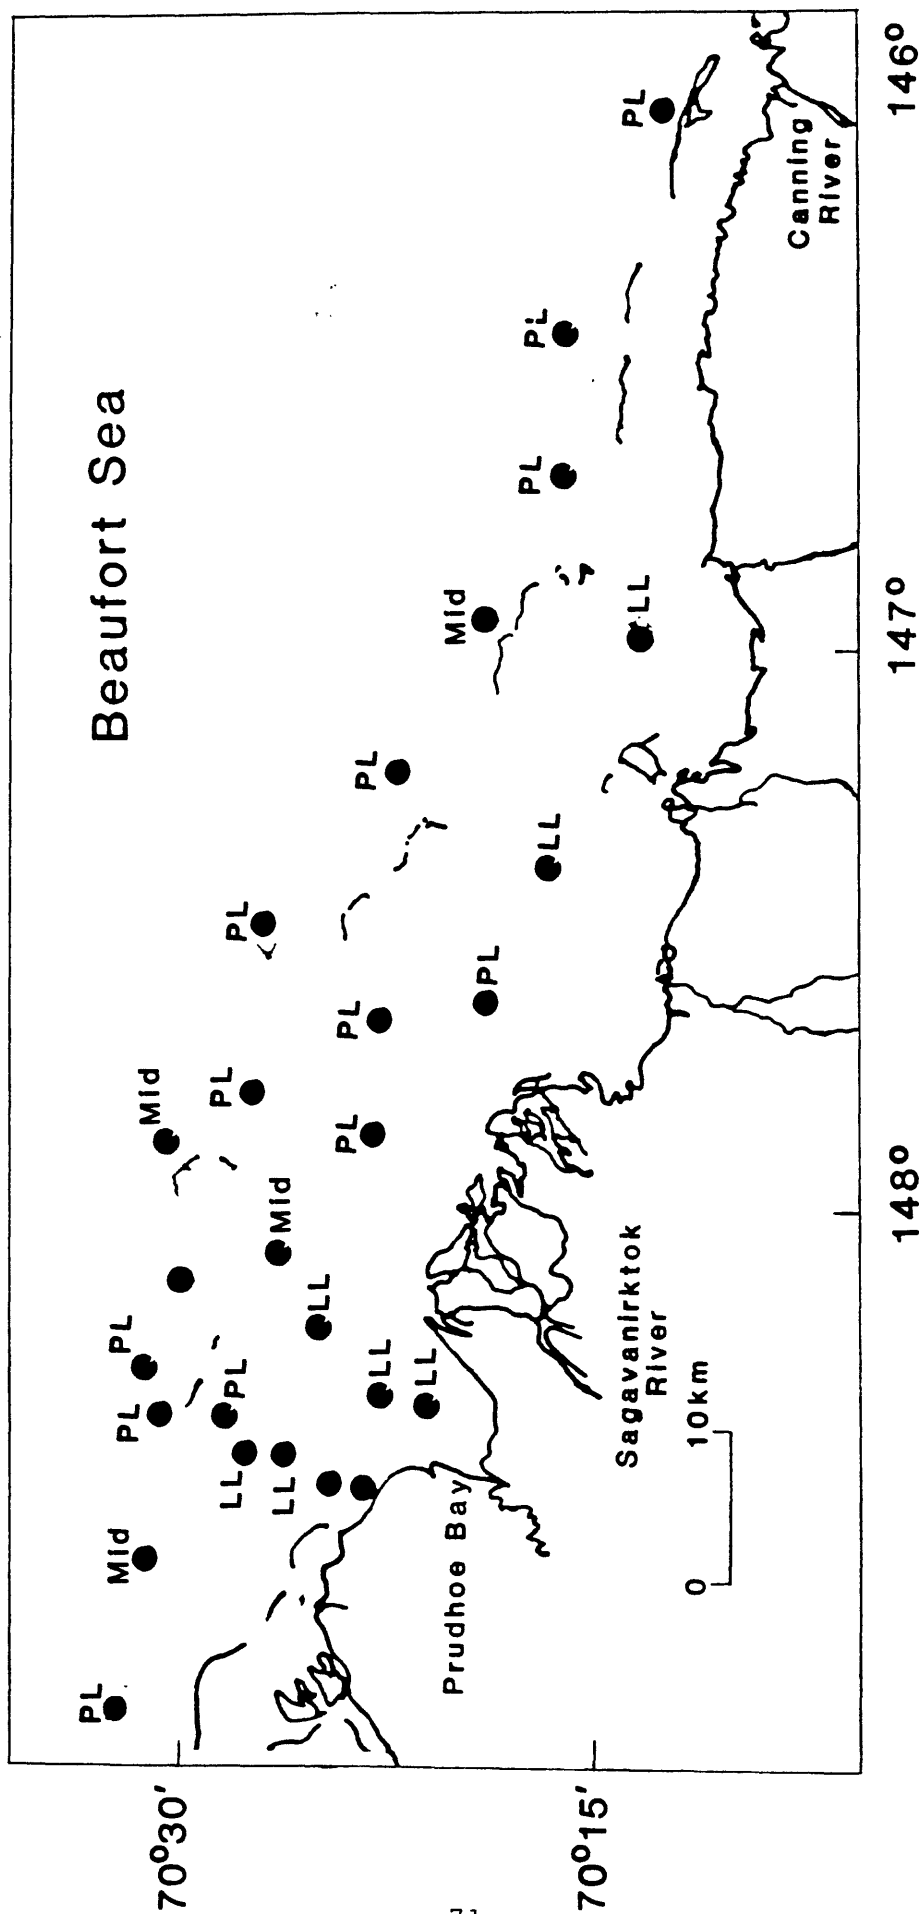 Beaufort Sea
PL
Mid
PL
PL
Mid
PL
PL
PL
LL
LL
Mid
LL
LL
LL
PL
PL
PL
PL
LL
PL
Mid
LL
PL
PL
PL
Prudhoe Bay
Sagavanirktok
River
Canning
River
0
10km
70°30'
70°15'
148°
147°
146°
71